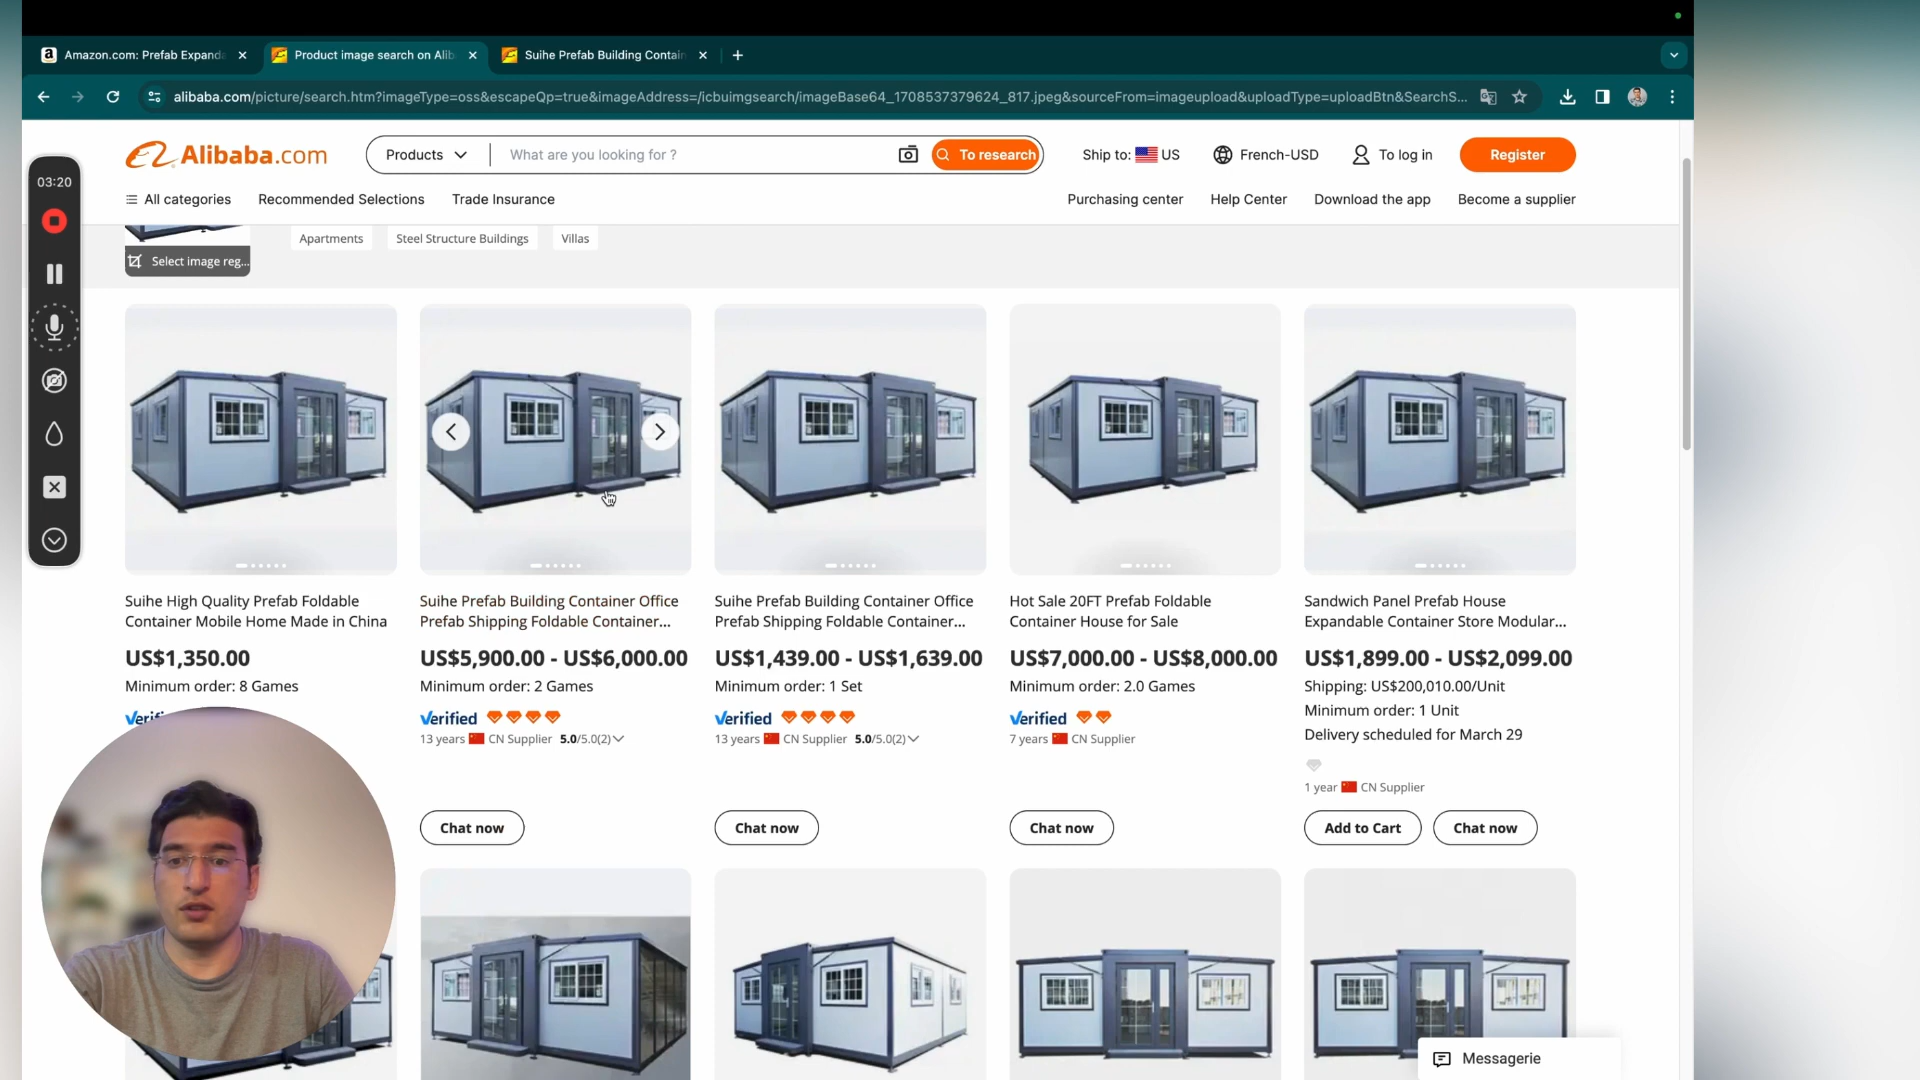 Amazon.com: Prefab Expanda
Product image search on Alib
Suihe Prefab Building Contain
alibaba.com/picture/search.htm?imageType=oss&escapeQp=true&imageAddress=/icbuimgsearch/imageBase64_1708537379624_817.jpeg&sourceFrom=imageupload&uploadType=uploadBtn&SearchS...
03:20
Alibaba.com
Products
What are you looking for ?
To research
Ship to: US
French-USD
To log in
Register
All categories
Recommended Selections
Trade Insurance
Purchasing center
Help Center
Download the app
Become a supplier
Select image reg...
Apartments
Steel Structure Buildings
Villas
Suihe High Quality Prefab Foldable
Container Mobile Home Made in China
US$1,350.00
Minimum order: 8 Games
Suihe Prefab Building Container Office
Prefab Shipping Foldable Container...
US$5,900.00 - US$6,000.00
Minimum order: 2 Games
Verified
13 years CN Supplier 5.0/5.0(2)
Chat now
Suihe Prefab Building Container Office
Prefab Shipping Foldable Container...
US$1,439.00 - US$1,639.00
Minimum order: 1 Set
Verified
13 years CN Supplier 5.0/5.0(2)
Chat now
Hot Sale 20FT Prefab Foldable
Container House for Sale
US$7,000.00 - US$8,000.00
Minimum order: 2.0 Games
Verified
7 years CN Supplier
Chat now
Sandwich Panel Prefab House
Expandable Container Store Modular...
US$1,899.00 - US$2,099.00
Shipping: US$200,010.00/Unit
Minimum order: 1 Unit
Delivery scheduled for March 29
1 year CN Supplier
Add to Cart
Chat now
Messagerie